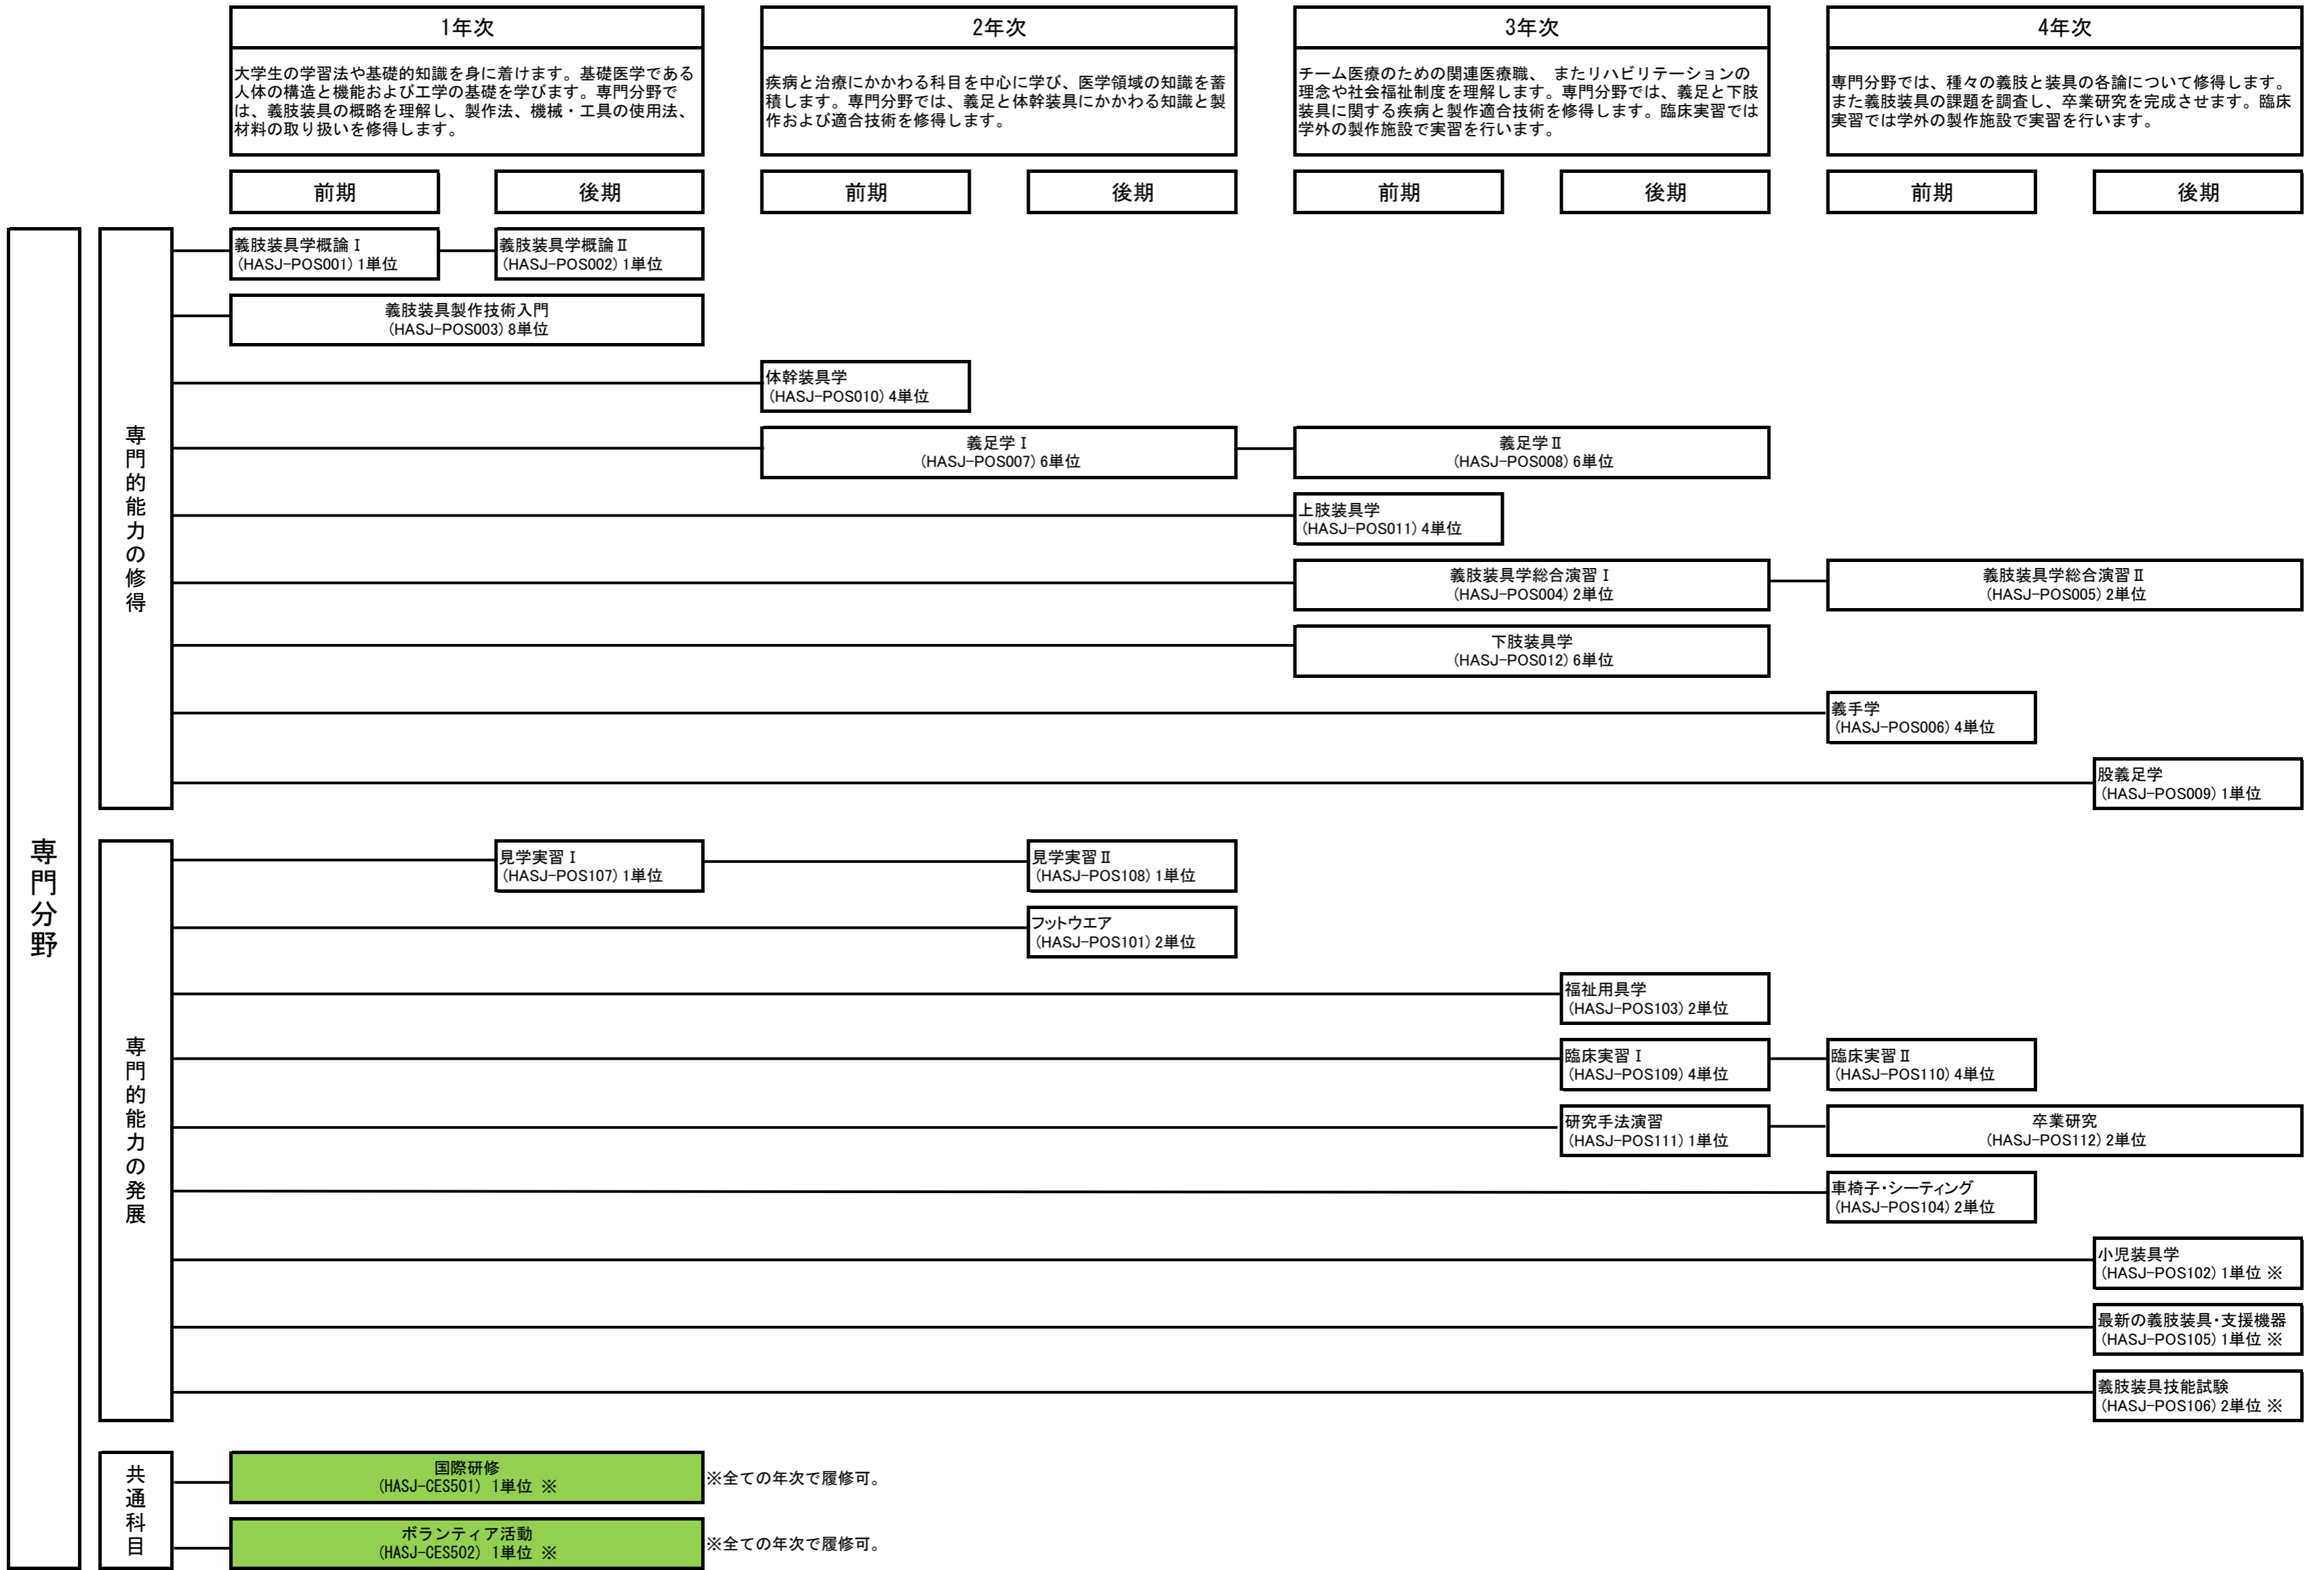 1年次
大学生の学習法や基礎的知識を身に着けます。基礎医学である
人体の構造と機能および工学の基礎を学びます。専門分野で
は、義肢装具の概略を理解し、製作法、機械・工具の使用法、
材料の取り扱いを修得します。
2年次
疾病と治療にかかわる科目を中心に学び、医学領域の知識を蓄
積します。専門分野では、義足と体幹装具にかかわる知識と製
作および適合技術を修得します。
3年次
チーム医療のための関連医療職、 またリハビリテーションの
理念や社会福祉制度を理解します。専門分野では、義足と下肢
装具に関する疾病と製作適合技術を修得します。臨床実習では
学外の製作施設で実習を行います。
4年次
専門分野では、種々の義肢と装具の各論について修得します。
また義肢装具の課題を調査し、卒業研究を完成させます。臨床
実習では学外の製作施設で実習を行います。
前期
後期
前期
後期
前期
後期
前期
後期
専門分野
専門的能力の修得
義肢装具学概論Ⅰ
(HASJ-POS001) 1単位
義肢装具学概論Ⅱ
(HASJ-POS002) 1単位
義肢装具製作技術入門
(HASJ-POS003) 8単位
体幹装具学
(HASJ-POS010) 4単位
義足学Ⅰ
(HASJ-POS007) 6単位
義足学Ⅱ
(HASJ-POS008) 6単位
上肢装具学
(HASJ-POS011) 4単位
義肢装具学総合演習Ⅰ
(HASJ-POS004) 2単位
義肢装具学総合演習Ⅱ
(HASJ-POS005) 2単位
下肢装具学
(HASJ-POS012) 6単位
義手学
(HASJ-POS006) 4単位
股義足学
(HASJ-POS009) 1単位
専門的能力の発展
見学実習Ⅰ
(HASJ-POS107) 1単位
見学実習Ⅱ
(HASJ-POS108) 1単位
フットウエア
(HASJ-POS101) 2単位
福祉用具学
(HASJ-POS103) 2単位
臨床実習Ⅰ
(HASJ-POS109) 4単位
臨床実習Ⅱ
(HASJ-POS110) 4単位
研究手法演習
(HASJ-POS111) 1単位
卒業研究
(HASJ-POS112) 2単位
車椅子・シーティング
(HASJ-POS104) 2単位
小児装具学
(HASJ-POS102) 1単位 ※
最新の義肢装具・支援機器
(HASJ-POS105) 1単位 ※
義肢装具技能試験
(HASJ-POS106) 2単位 ※
共通科目
国際研修
(HASJ-CES501) 1単位 ※
※全ての年次で履修可。
ボランティア活動
(HASJ-CES502) 1単位 ※
※全ての年次で履修可。